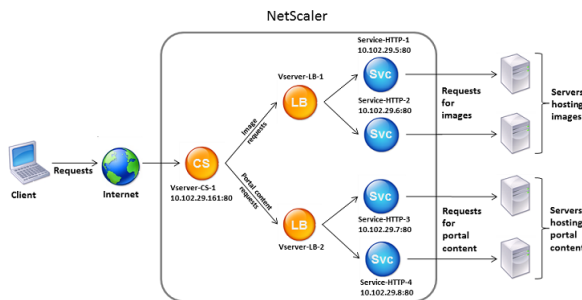 NetScaler
Service-HTTP-1
10.102.29.5:80
Svc
Vserver-LB-1
LB
Requests
for
images
Servers
hosting
images
Service-HTTP-2
10.102.29.6:80
Svc
Image
requests
Requests
CS
Client
Internet
Vserver-CS-1
10.102.29.161:80
Portal content
requests
Svc
Service-HTTP-3
10.102.29.7:80
LB
Vserver-LB-2
Requests
for portal
content
Servers
hosting
portal
content
Svc
Service-HTTP-4
10.102.29.8:80